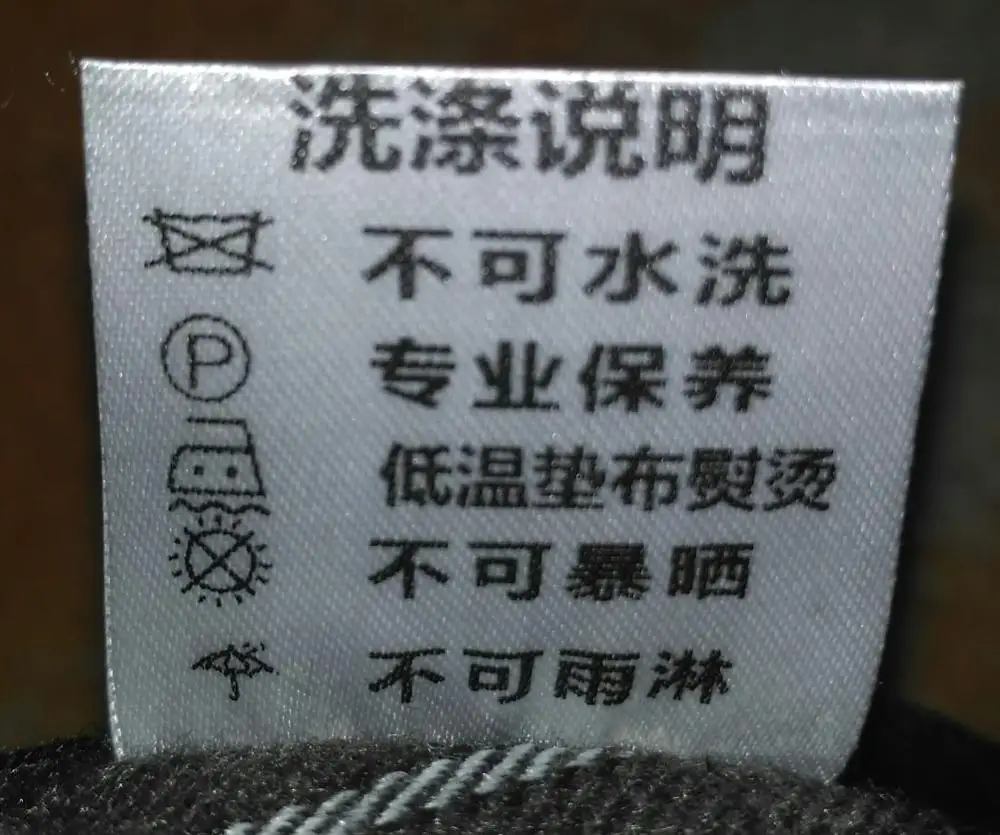 洗涤说明
不可水洗
P 专业保养
低温垫布熨烫
不可暴晒
不可雨淋